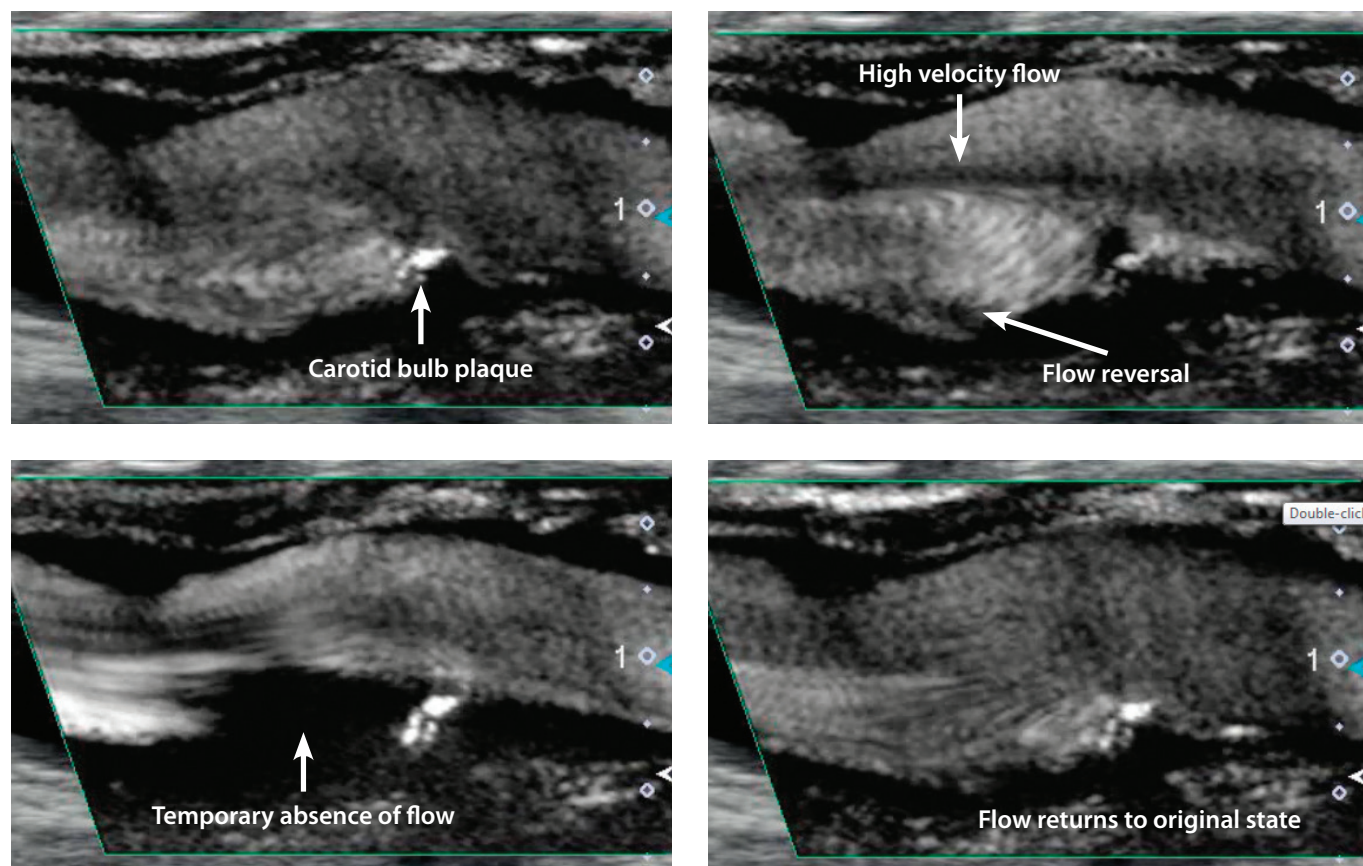 High velocity flow
1
1
Carotid bulb plaque
Flow reversal
Double-clic
1
1
Temporary absence of flow
Flow returns to original state